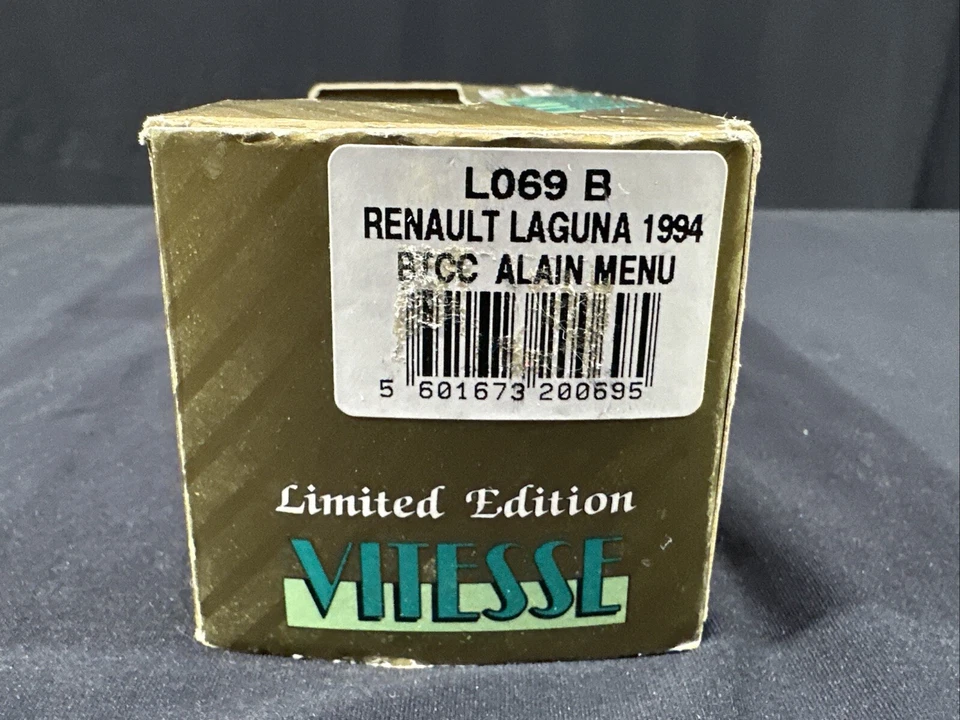 L069 B
RENAULT LAGUNA 1994
BTCC ALAIN MENU
5 601673 200695
Limited Edition
VITESSE